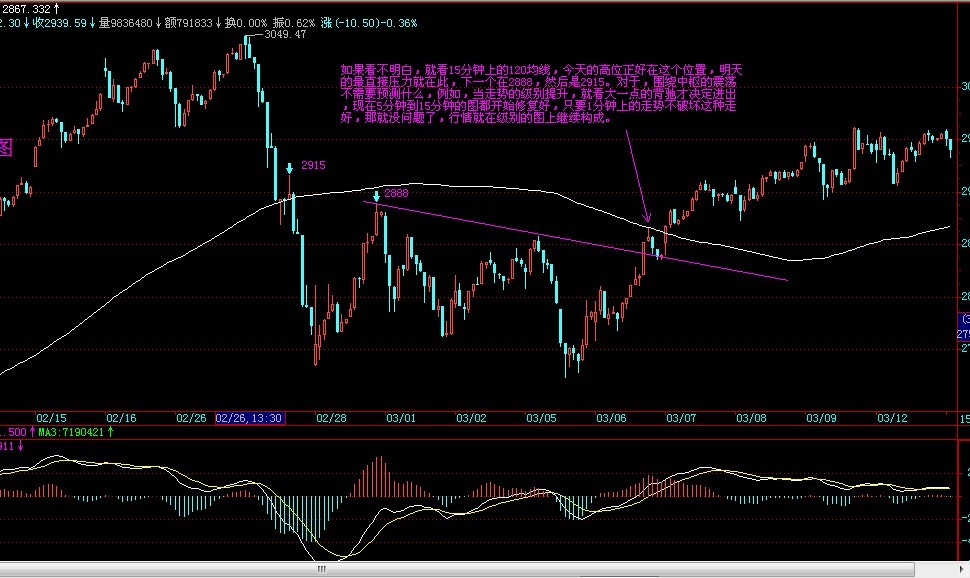 2867.332↑
2.30↓收2939.59↓量9836480↓额791833↓换0.00% 振0.62% 涨(-10.50)-0.36%
3049.47
如果看不明白，就看15分钟上的120均线，今天的高位正好在这个位置，明天
的最直接压力就在此，下一个在2888，然后是2915。对于，围绕中枢的震荡
不需要预测什么，例如，当走势的级别提升，就看大一点的背驰才决定进出
，现在5分钟到15分钟的图都开始修复好，只要1分钟上的走势不破坏这种走
好，那就没问题了，行情就在级别的图上继续构成。
30
29
图
2915
29
2888
28
28
(3
279
27
02/15 02/16 02/26 02/26,13:30 02/28 03/01 03/02 03/05 03/06 03/07 03/08 03/09 03/12 15
.500↑MA3:7190421↑
911↓